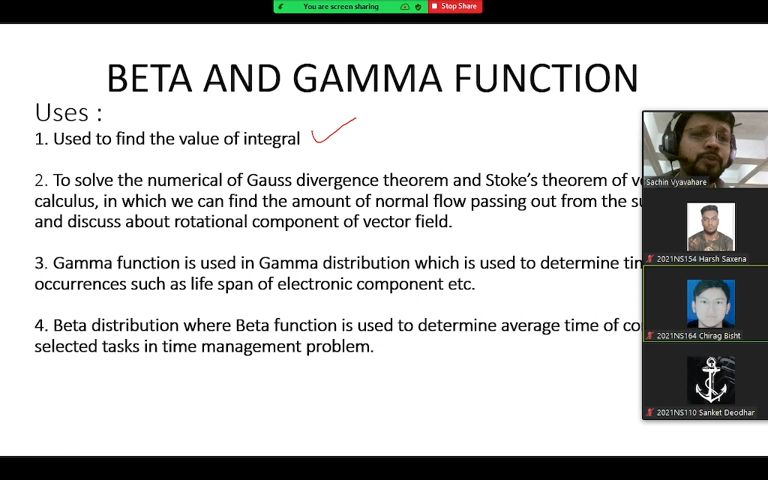 You are screen sharing
Stop Share
BETA AND GAMMA FUNCTION
Uses :
1. Used to find the value of integral
2. To solve the numerical of Gauss divergence theorem and Stoke's theorem of
calculus, in which we can find the amount of normal flow passing out from the
and discuss about rotational component of vector field.
3. Gamma function is used in Gamma distribution which is used to determine
occurrences such as life span of electronic component etc.
4. Beta distribution where Beta function is used to determine average time of
selected tasks in time management problem.
Sachin Vyavahare
2021NS154 Harsh Saxena
2021NS164 Chirag Bisht
2021NS110 Sanket Deodhar